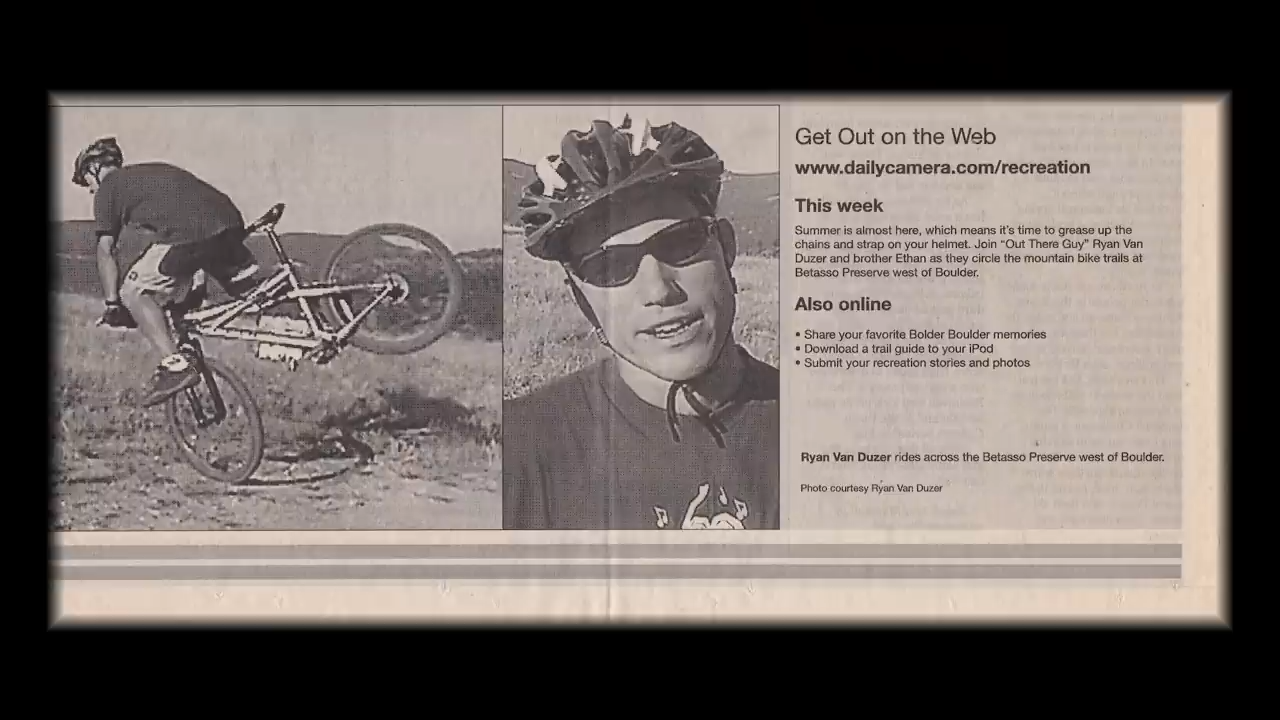 Get Out on the Web
www.dailycamera.com/recreation
This week
Summer is almost here, which means it's time to grease up the
chains and strap on your helmet. Join “Out There Guy” Ryan Van
Duzer and brother Ethan as they circle the mountain bike trails at
Betasso Preserve west of Boulder.
Also online
• Share your favorite Bolder Boulder memories
• Download a trail guide to your iPod
• Submit your recreation stories and photos
Ryan Van Duzer rides across the Betasso Preserve west of Boulder.
Photo courtesy Ryan Van Duzer